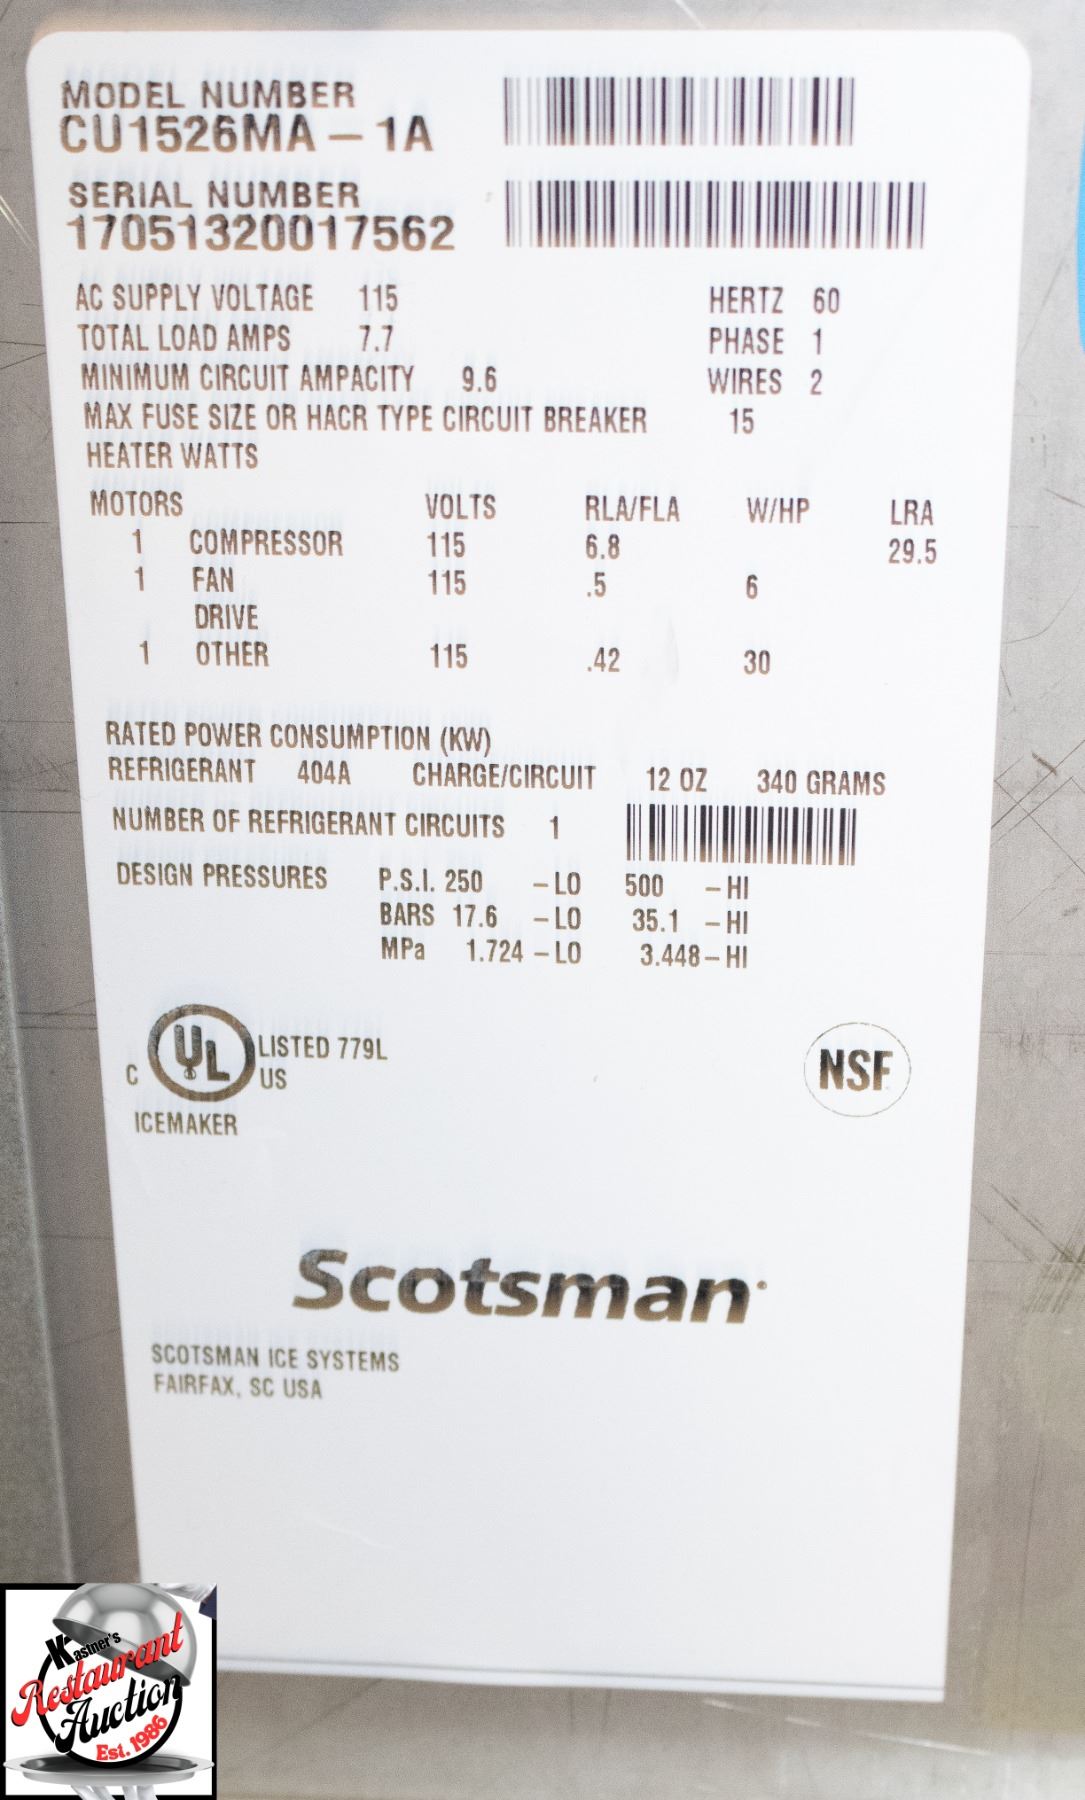 MODEL NUMBER
CU1526MA – 1A
SERIAL NUMBER
17051320017562
AC SUPPLY VOLTAGE 115 HERTZ 60
TOTAL LOAD AMPS 7.7 PHASE 1
MINIMUM CIRCUIT AMPACITY 9.6 WIRES 2
MAX FUSE SIZE OR HACR TYPE CIRCUIT BREAKER 15
HEATER WATTS
MOTORS VOLTS RLA/FLA W/HP LRA
1 COMPRESSOR 115 6.8 29.5
1 FAN 115 .5 6
DRIVE
1 OTHER 115 .42 30
RATED POWER CONSUMPTION (KW)
REFRIGERANT 404A CHARGE/CIRCUIT 12 OZ 340 GRAMS
NUMBER OF REFRIGERANT CIRCUITS 1
DESIGN PRESSURES P.S.I. 250 – LO 500 – HI
BARS 17.6 – LO 35.1 – HI
MPa 1.724 – LO 3.448 – HI
C UL LISTED 779L
US
ICEMAKER
NSF
Scotsman
SCOTSMAN ICE SYSTEMS
FAIRFAX, SC USA
Kastner's
Restaurant
Auction
Est. 1986